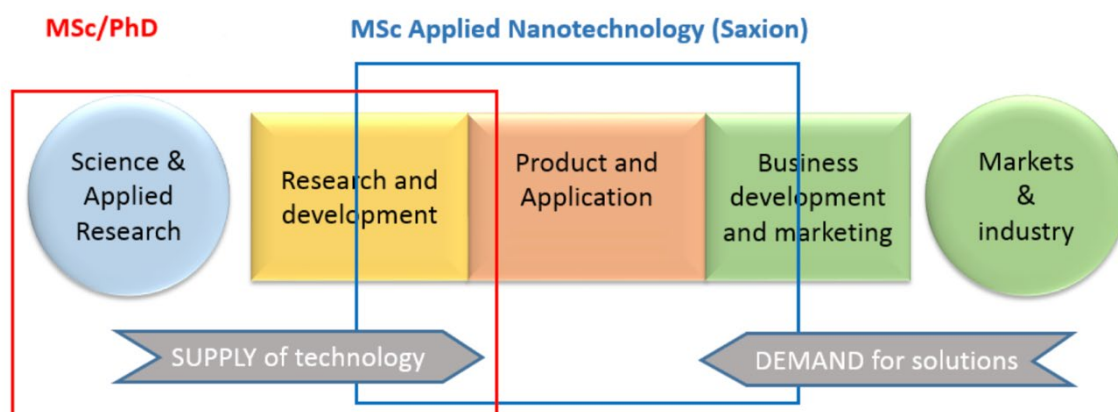 MSc/PhD
MSc Applied Nanotechnology (Saxion)
Science &
Applied
Research
Research and
development
Product and
Application
Business
development
and marketing
Markets
&
industry
SUPPLY of technology
DEMAND for solutions